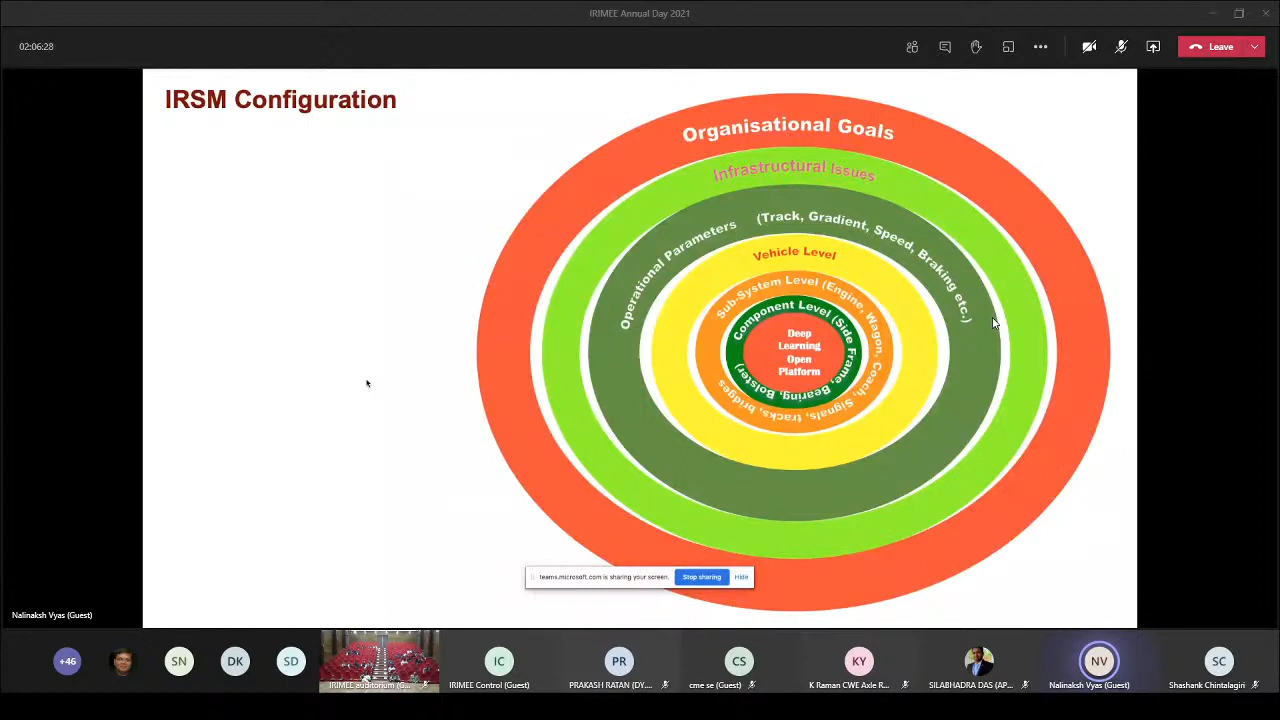 IRIMEE Annual Day 2021
02:06:28
Leave
IRSM Configuration
Organisational Goals
Infrastructural Issues
Operational Parameters (Track, Gradient, Speed, Braking etc.)
Vehicle Level
Sub-System Level (Engine, Wagon, Coach, Signals, tracks, bridges
Component Level (Side Frame, Bearing, Bolster)
Deep
Learning
Open
Platform
teams.microsoft.com is sharing your screen.
Stop sharing
Hide
Nalinaksh Vyas (Guest)
+46
SN
DK
SD
IC
PR
CS
KY
NV
SC
IRIMEE auditorium (G...
IRIMEE Control (Guest)
PRAKASH RATAN (DY....
cme se (Guest)
K Raman CWE Axle R...
SILABHADRA DAS (AP...
Nalinaksh Vyas (Guest)
Shashank Chintalagiri